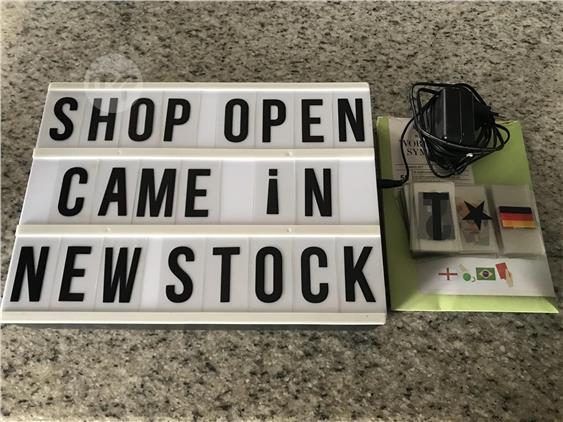 SHOP OPEN
CAME iN
NEW STOCK
T